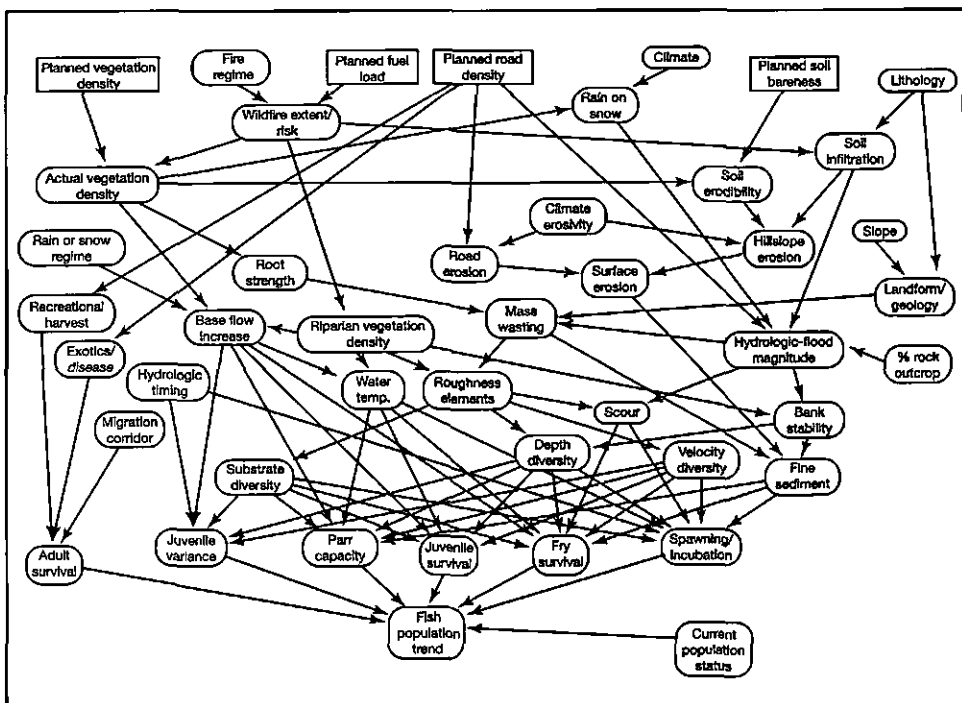 Planned vegetation
density
Fire
regime
Planned fuel
load
Planned road
density
Climate
Planned soil
bareness
Lithology
Wildfire extent/
risk
Rain on
snow
Soil
infiltration
Actual vegetation
density
Soil
erodibility
Climate
erosivity
Rain or snow
regime
Root
strength
Road
erosion
Surface
erosion
Hillslope
erosion
Slope
Landform/
geology
Recreational
harvest
Base flow
increase
Riparian vegetation
density
Mass
wasting
Hydrologic-flood
magnitude
% rock
outcrop
Exotics/
disease
Hydrologic
timing
Water
temp.
Roughness
elements
Scour
Bank
stability
Migration
corridor
Substrate
diversity
Depth
diversity
Velocity
diversity
Fine
sediment
Adult
survival
Juvenile
variance
Parr
capacity
Juvenile
survival
Fry
survival
Spawning/
incubation
Fish
population
trend
Current
population
status